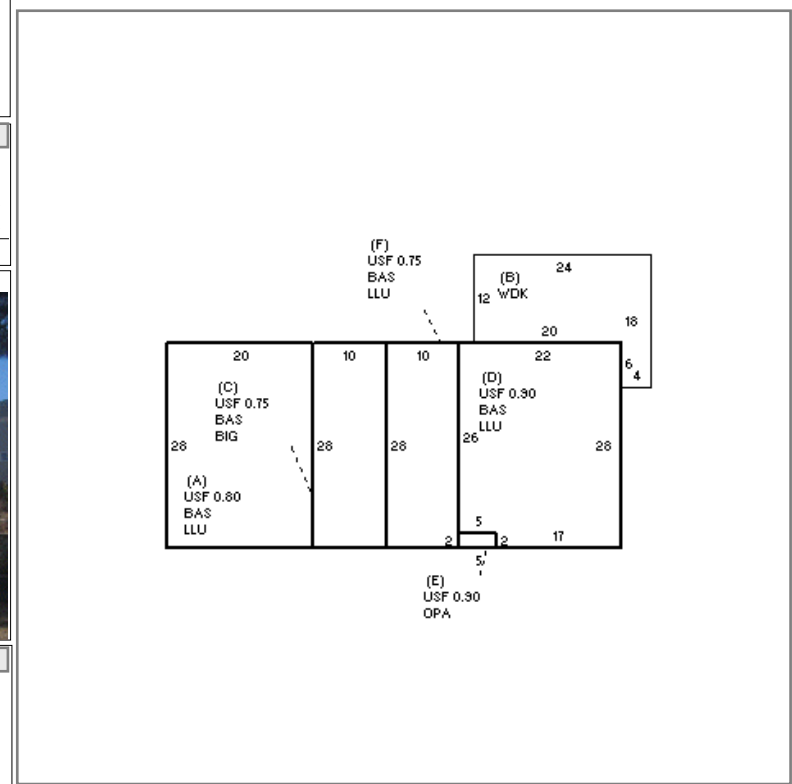 (F)
USF 0.75
BAS
LLU
24
(B)
12 WDK
18
20
20
10
10
22
6
4
(C)
USF 0.75
BAS
BIG
(D)
USF 0.90
BAS
LLU
28
28
28
26
28
(A)
USF 0.80
BAS
LLU
5
2
2
17
5
(E)
USF 0.90
OPA